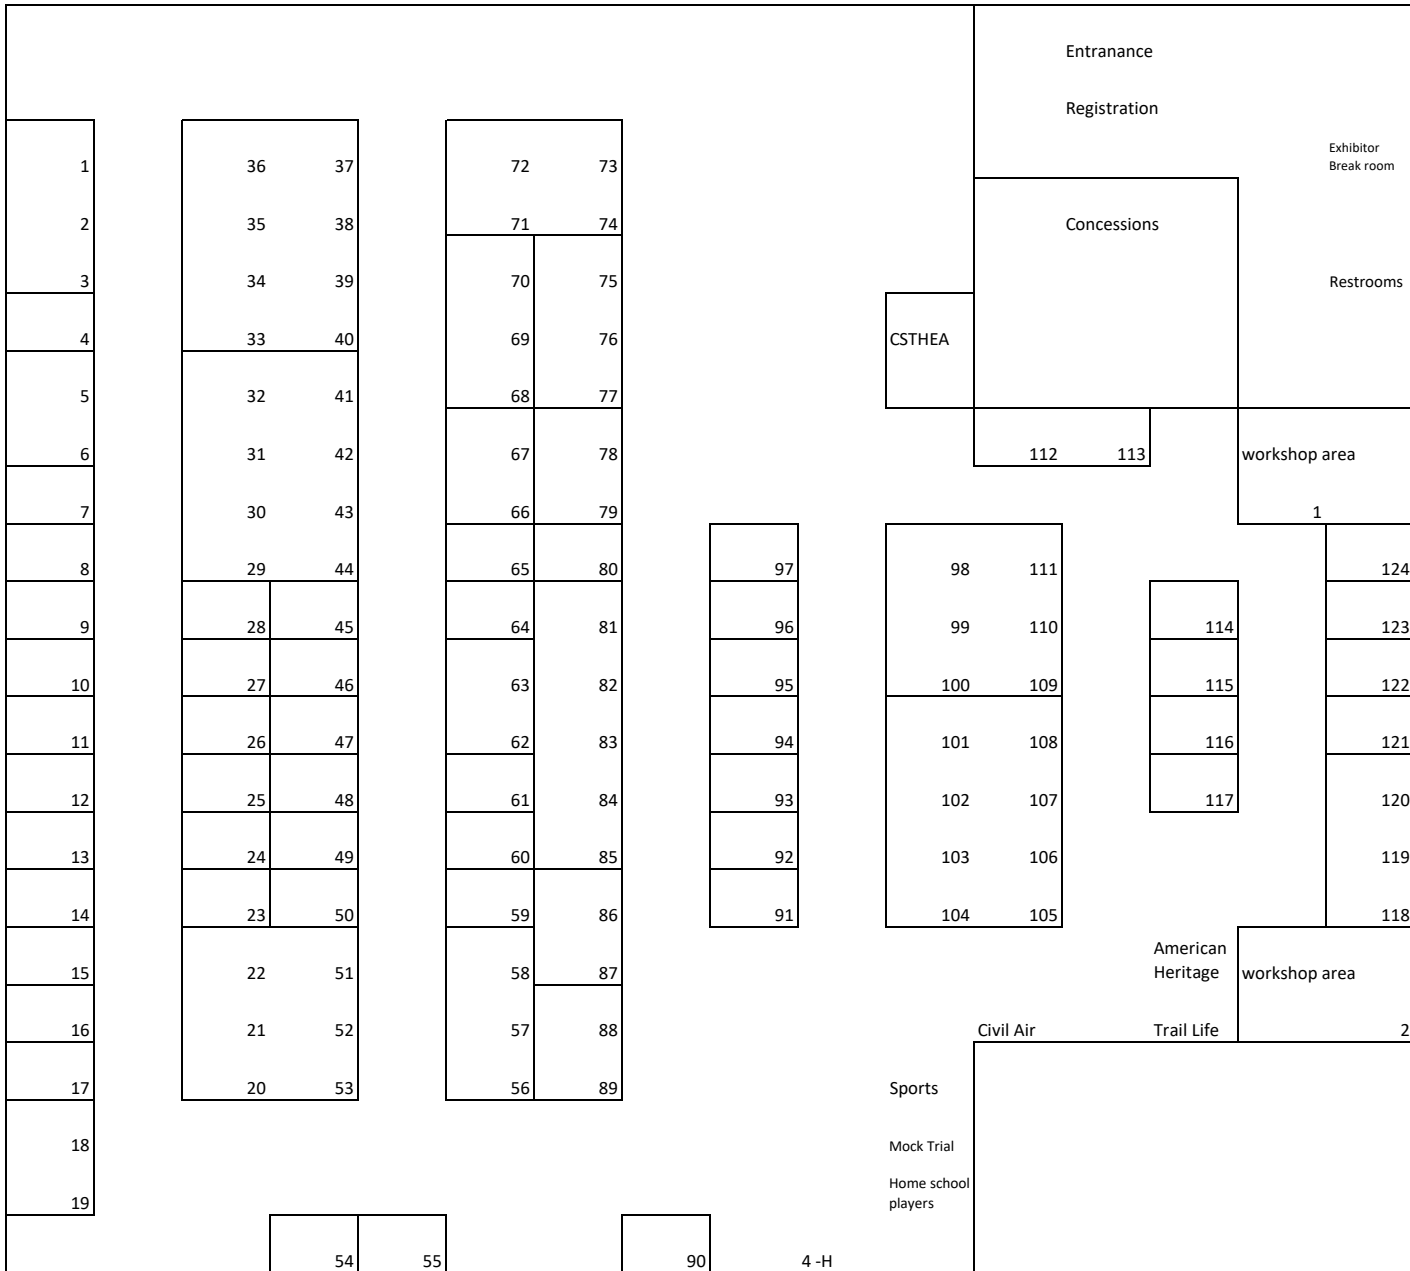 Entranance
Registration
Exhibitor
Break room
1 36 37 72 73
2 35 38 71 74 Concessions
3 34 39 70 75 Restrooms
4 33 40 69 76 CSTHEA
5 32 41 68 77
6 31 42 67 78 112 113 workshop area
7 30 43 66 79 1
8 29 44 65 80 97 98 111 124
9 28 45 64 81 96 99 110 114 123
10 27 46 63 82 95 100 109 115 122
11 26 47 62 83 94 101 108 116 121
12 25 48 61 84 93 102 107 117 120
13 24 49 60 85 92 103 106 119
14 23 50 59 86 91 104 105 118
American
15 22 51 58 87 Heritage workshop area
16 21 52 57 88 Civil Air Trail Life 2
17 20 53 56 89 Sports
18 Mock Trial
Home school
19 players
54 55 90 4 -H